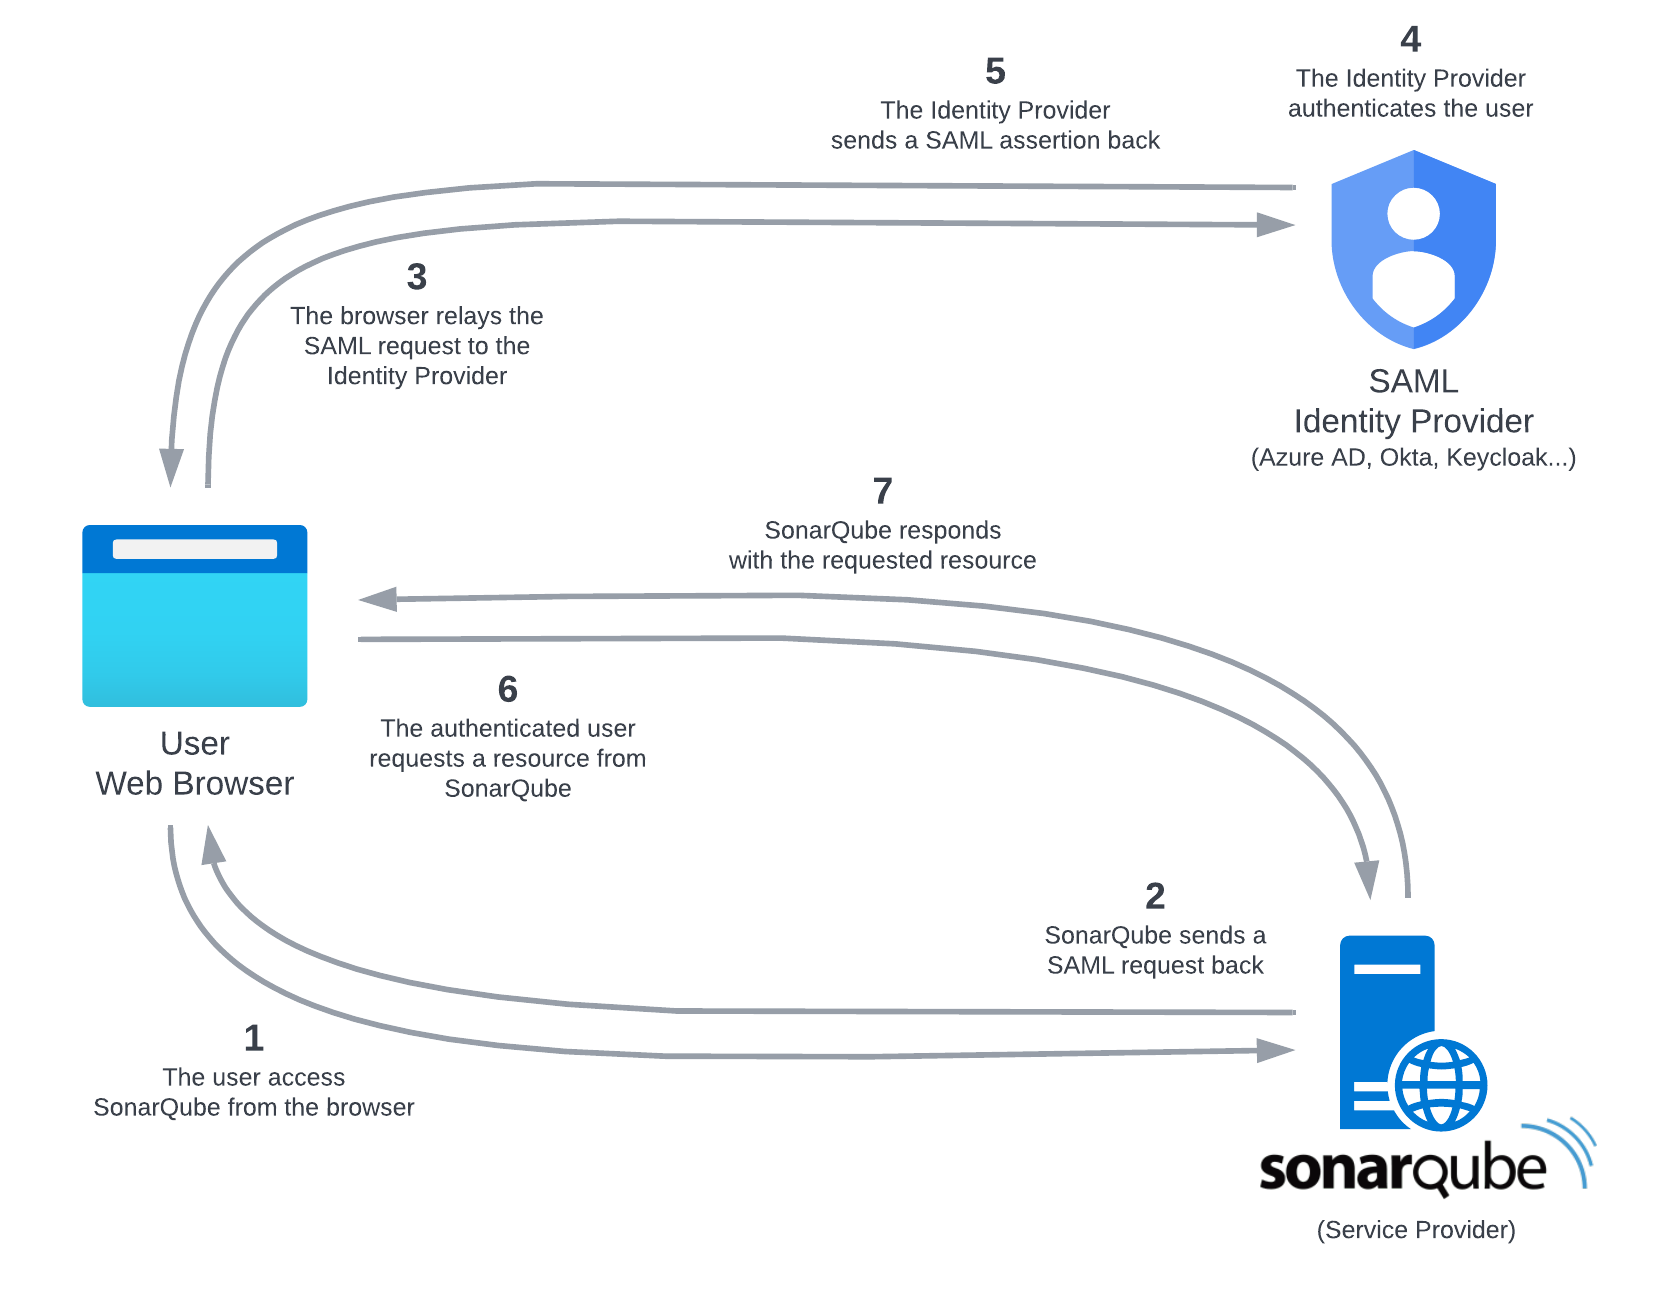 4
The Identity Provider
authenticates the user
5
The Identity Provider
sends a SAML assertion back
3
The browser relays the
SAML request to the
Identity Provider
SAML
Identity Provider
(Azure AD, Okta, Keycloak...)
7
SonarQube responds
with the requested resource
6
The authenticated user
requests a resource from
SonarQube
User
Web Browser
2
SonarQube sends a
SAML request back
1
The user access
SonarQube from the browser
sonarqube
(Service Provider)